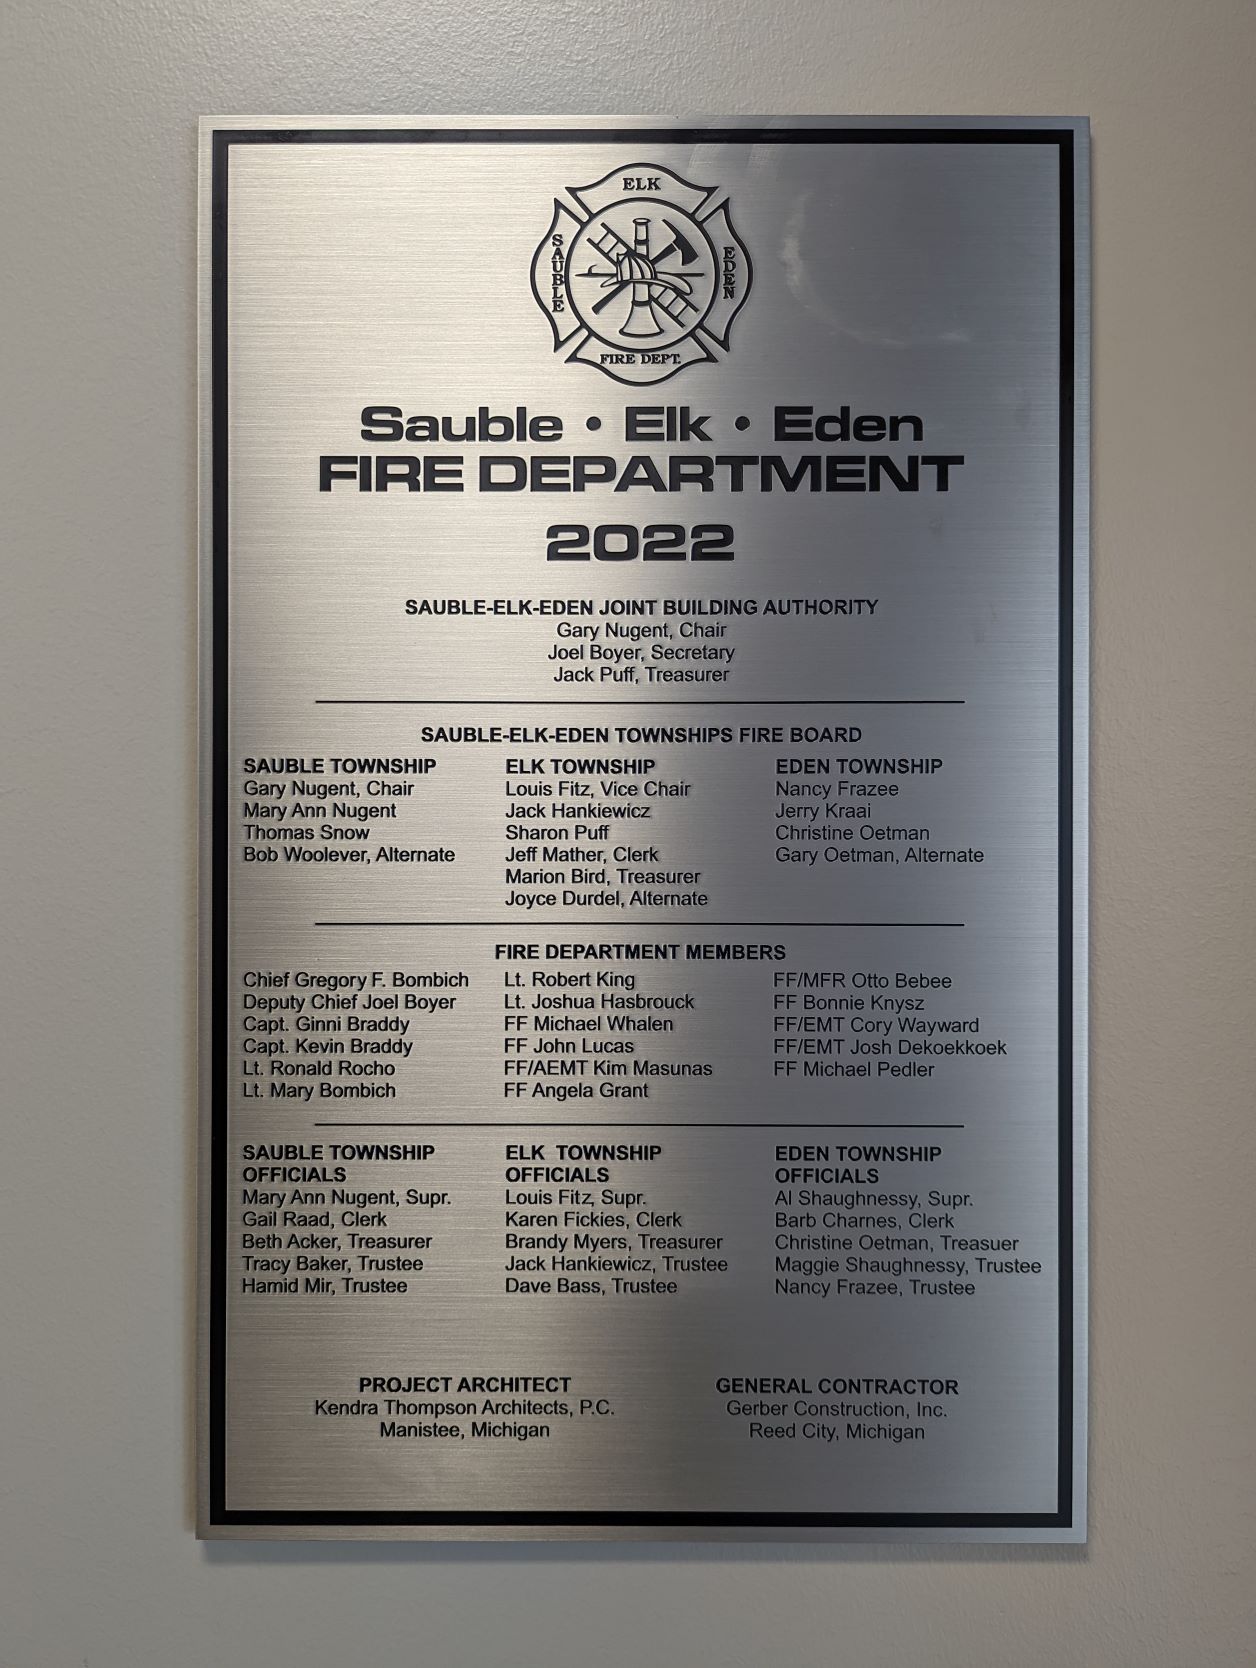 ELK
SAUBLE
EDEN
FIRE DEPT.
Sauble • Elk • Eden
FIRE DEPARTMENT
2022
SAUBLE-ELK-EDEN JOINT BUILDING AUTHORITY
Gary Nugent, Chair
Joel Boyer, Secretary
Jack Puff, Treasurer
SAUBLE-ELK-EDEN TOWNSHIPS FIRE BOARD
SAUBLE TOWNSHIP
Gary Nugent, Chair
Mary Ann Nugent
Thomas Snow
Bob Woolever, Alternate
ELK TOWNSHIP
Louis Fitz, Vice Chair
Jack Hankiewicz
Sharon Puff
Jeff Mather, Clerk
Marion Bird, Treasurer
Joyce Durdel, Alternate
EDEN TOWNSHIP
Nancy Frazee
Jerry Kraai
Christine Oetman
Gary Oetman, Alternate
FIRE DEPARTMENT MEMBERS
Chief Gregory F. Bombich
Deputy Chief Joel Boyer
Capt. Ginni Braddy
Capt. Kevin Braddy
Lt. Ronald Rocho
Lt. Mary Bombich
Lt. Robert King
Lt. Joshua Hasbrouck
FF Michael Whalen
FF John Lucas
FF/AEMT Kim Masunas
FF Angela Grant
FF/MFR Otto Bebee
FF Bonnie Knysz
FF/EMT Cory Wayward
FF/EMT Josh Dekoekkoek
FF Michael Pedler
SAUBLE TOWNSHIP
OFFICIALS
Mary Ann Nugent, Supr.
Gail Raad, Clerk
Beth Acker, Treasurer
Tracy Baker, Trustee
Hamid Mir, Trustee
ELK TOWNSHIP
OFFICIALS
Louis Fitz, Supr.
Karen Fickies, Clerk
Brandy Myers, Treasurer
Jack Hankiewicz, Trustee
Dave Bass, Trustee
EDEN TOWNSHIP
OFFICIALS
Al Shaughnessy, Supr.
Barb Charnes, Clerk
Christine Oetman, Treasuer
Maggie Shaughnessy, Trustee
Nancy Frazee, Trustee
PROJECT ARCHITECT
Kendra Thompson Architects, P.C.
Manistee, Michigan
GENERAL CONTRACTOR
Gerber Construction, Inc.
Reed City, Michigan